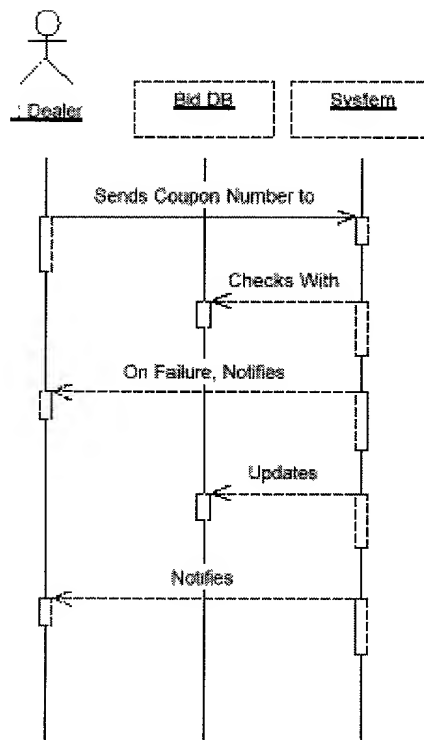 : Dealer
Bid DB
System
Sends Coupon Number to
Checks With
On Failure, Notifies
Updates
Notifies